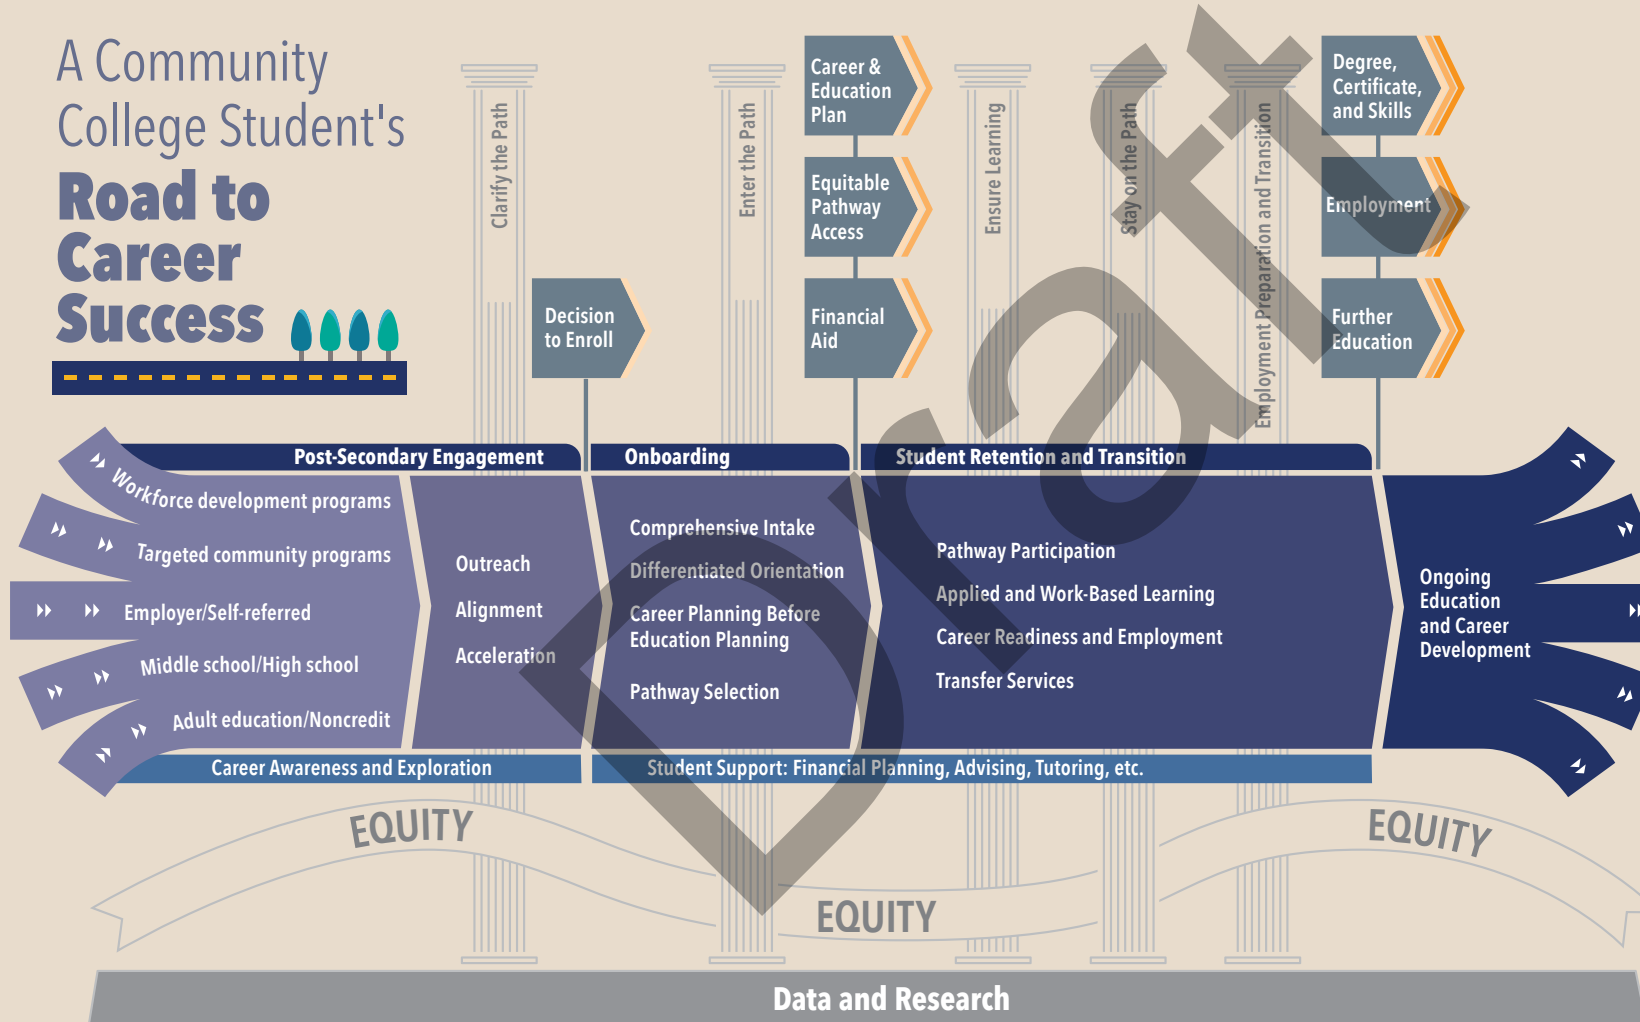 A Community
College Student's
Road to
Career
Success
Clarify the Path
Enter the Path
Ensure Learning
Stay on the Path
Employment Preparation and Transition
Decision
to Enroll
Career &
Education
Plan
Equitable
Pathway
Access
Financial
Aid
Degree,
Certificate,
and Skills
Employment
Further
Education
Post-Secondary Engagement
Onboarding
Student Retention and Transition
Workforce development programs
Targeted community programs
Employer/Self-referred
Middle school/High school
Adult education/Noncredit
Outreach
Alignment
Acceleration
Comprehensive Intake
Differentiated Orientation
Career Planning Before
Education Planning
Pathway Selection
Pathway Participation
Applied and Work-Based Learning
Career Readiness and Employment
Transfer Services
Ongoing
Education
and Career
Development
Career Awareness and Exploration
Student Support: Financial Planning, Advising, Tutoring, etc.
EQUITY
EQUITY
EQUITY
Data and Research
Draft